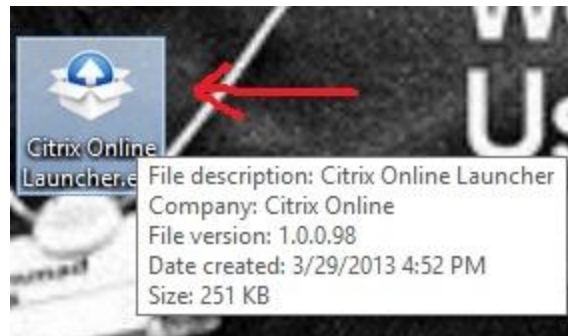 Citrix Online
Launcher.e
File description: Citrix Online Launcher
Company: Citrix Online
File version: 1.0.0.98
Date created: 3/29/2013 4:52 PM
Size: 251 KB